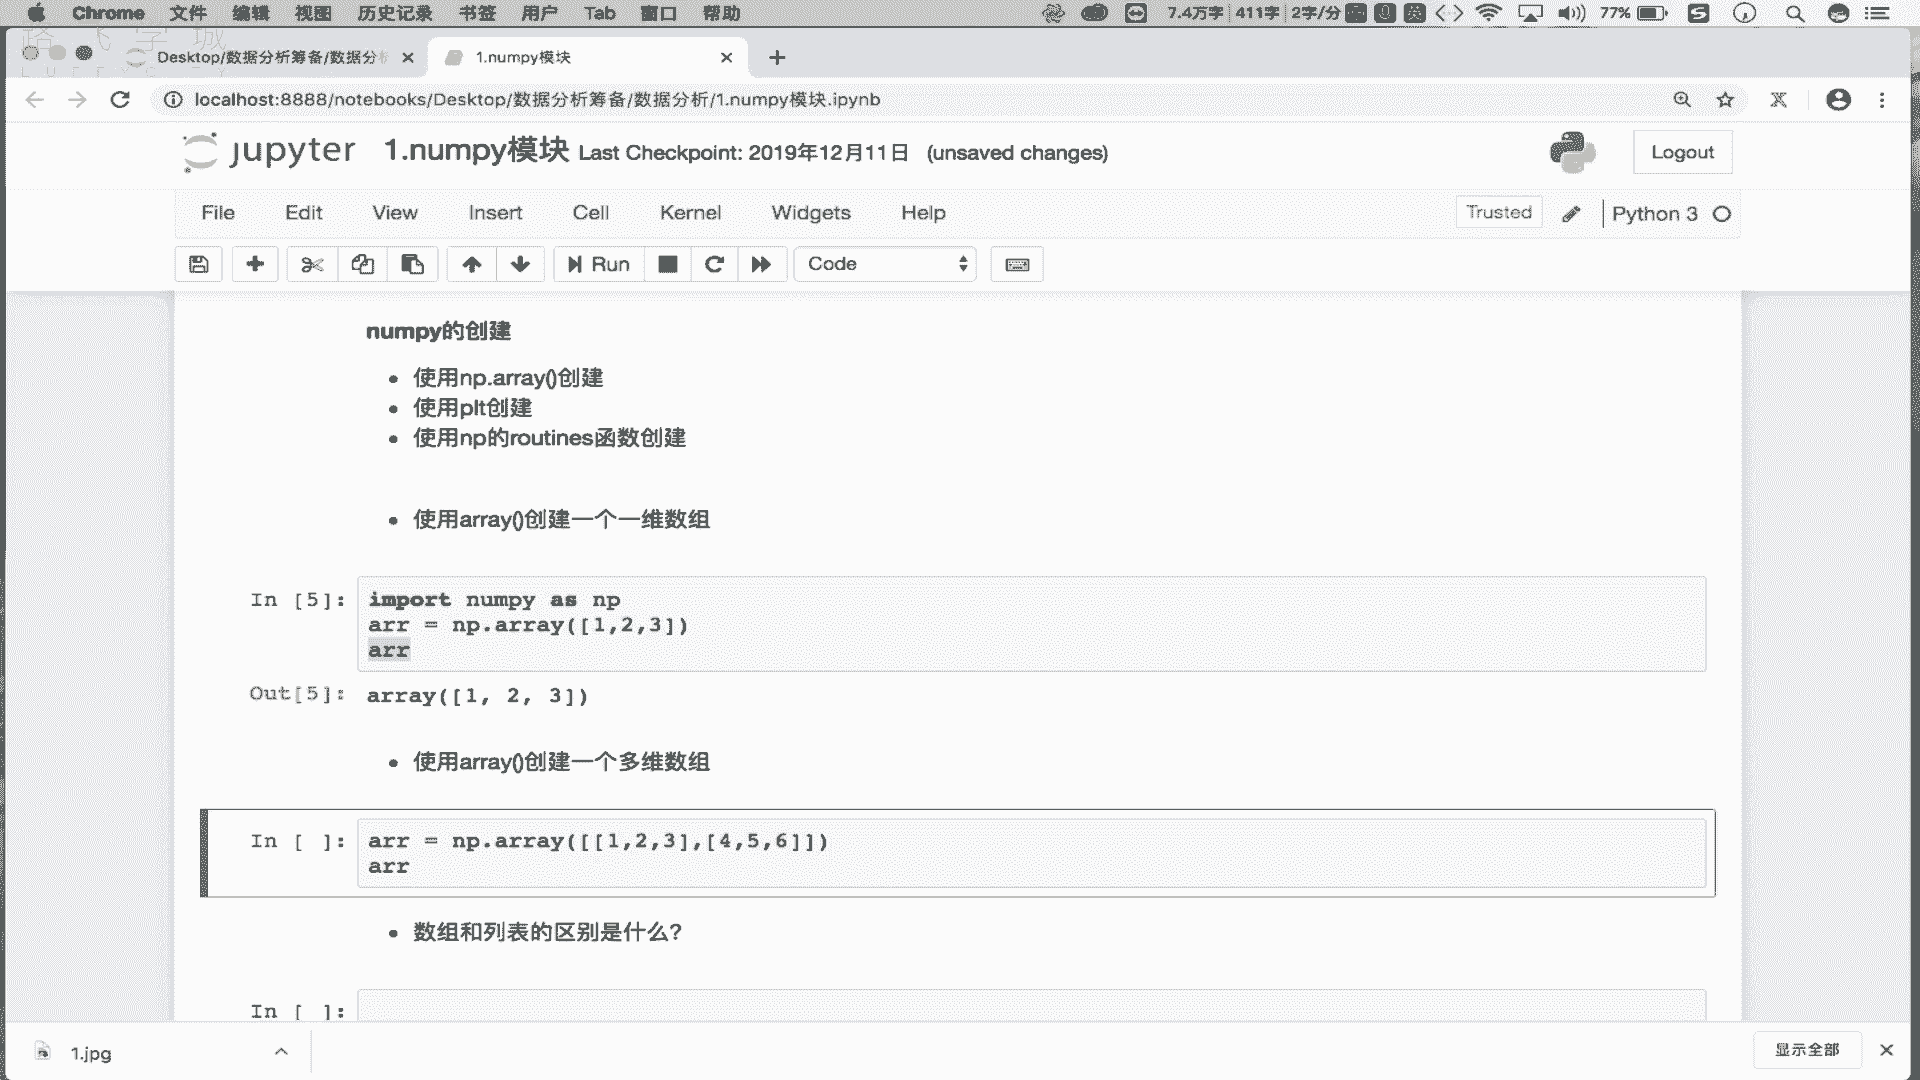 Chrome 文件 编辑 视图 历史记录 书签 用户 Tab 窗口 帮助 7.4万字 411字 2字/分 英 77%
Desktop/数据分析筹备/数据分析 1.numpy模块
localhost:8888/notebooks/Desktop/数据分析筹备/数据分析/1.numpy模块.ipynb
jupyter 1.numpy模块 Last Checkpoint: 2019年12月11日 (unsaved changes) Logout
File Edit View Insert Cell Kernel Widgets Help Trusted Python 3
Run Code
numpy的创建
• 使用np.array()创建
• 使用plt创建
• 使用np的routines函数创建
• 使用array()创建一个一维数组
In [5]: import numpy as np
arr = np.array([1,2,3])
arr
Out[5]: array([1, 2, 3])
• 使用array()创建一个多维数组
In [ ]: arr = np.array([[1,2,3],[4,5,6]])
arr
• 数组和列表的区别是什么?
In [ ]:
1.jpg 显示全部